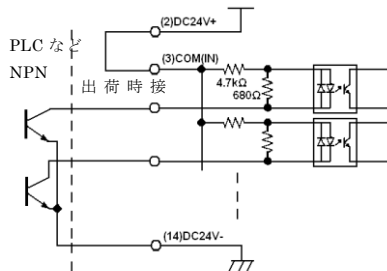 (2)DC24V+
PLC など
NPN
(3)COM(IN)
出 荷 時 接
4.7kΩ
680Ω
(14)DC24V-